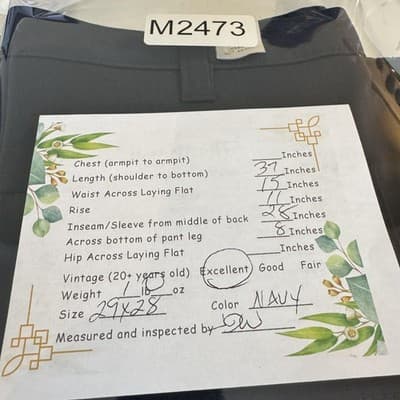 M2473
Chest (armpit to armpit) Inches
Length (shoulder to bottom) 37 Inches
Waist Across Laying Flat 15 Inches
Rise 11 Inches
Inseam/Sleeve from middle of back 28 Inches
Across bottom of pant leg 8 Inches
Hip Across Laying Flat Inches
Vintage (20+ years old) Excellent Good Fair
Weight 1 lb oz
Size 29x28 Color NAVY
Measured and inspected by